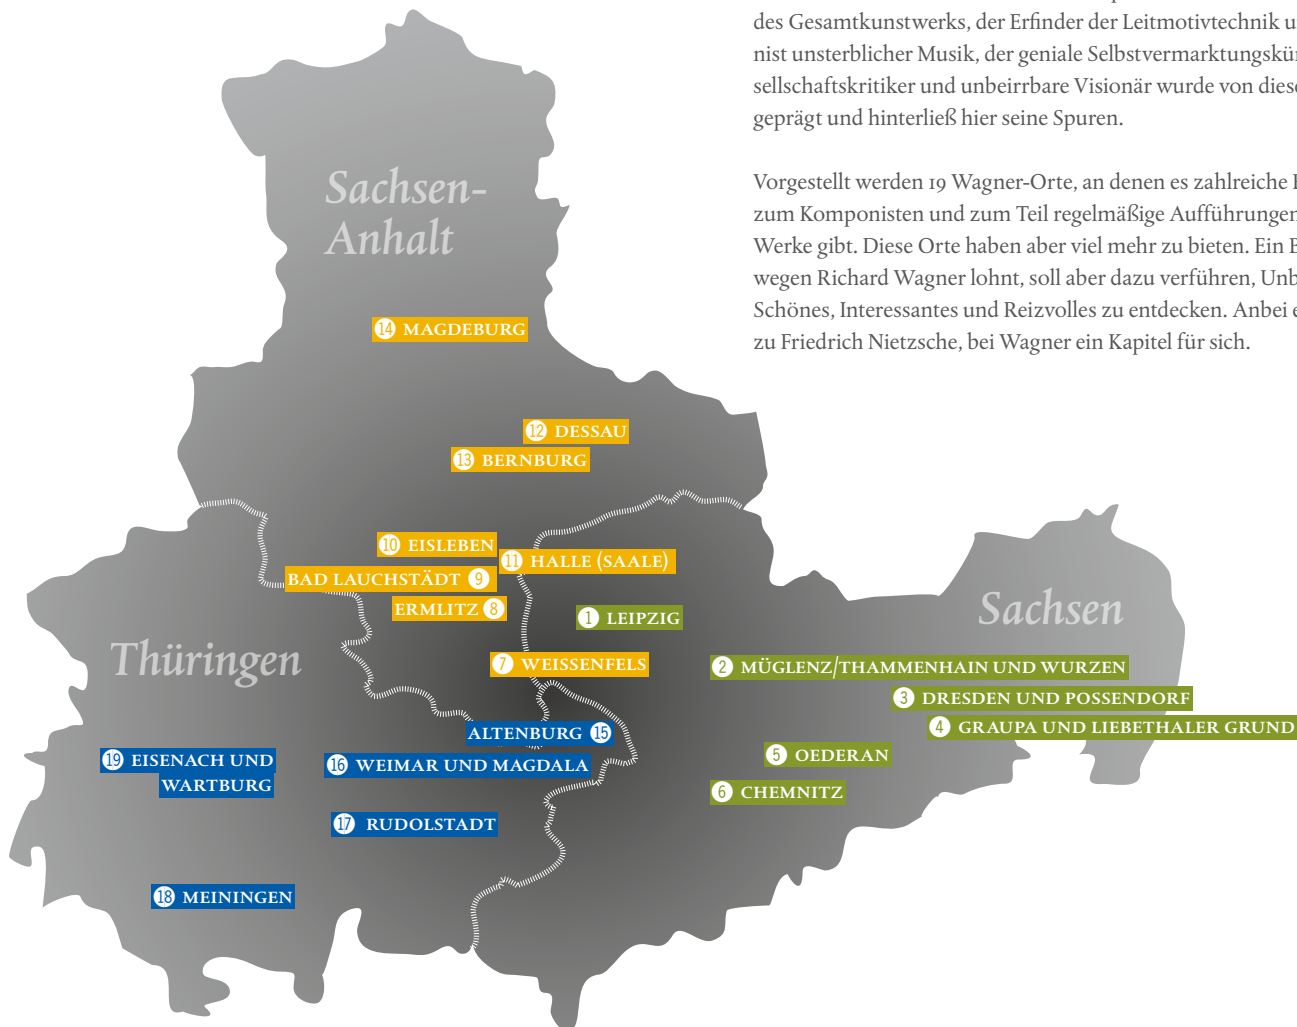 des Gesamtkunstwerks, der Erfinder der Leitmotivtechnik
nist unsterblicher Musik, der geniale
sellschaftskritiker und unbeirrbare Visionär wurde von
geprägt und hinterließ hier seine Spuren.
Vorgestellt werden 19 Wagner-Orte, an denen es zahlreiche
zum Komponisten und zum Teil regelmäßige Aufführungen
Werke gibt. Diese Orte haben aber viel mehr zu bieten. Ein
wegen Richard Wagner lohnt, soll aber dazu verführen,
Schönes, Interessantes und Reizvolles zu entdecken. Anbei
zu Friedrich Nietzsche, bei Wagner ein Kapitel für sich.
Sachsen-
Anhalt
14 MAGDEBURG
12 DESSAU
13 BERNBURG
10 EISLEBEN
11 HALLE (SAALE)
BAD LAUCHSTÄDT 9
ERMLITZ 8
1 LEIPZIG
Sachsen
Thüringen
7 WEISSENFELS
2 MÜGLENZ/THAMMENHAIN UND WURZEN
3 DRESDEN UND POSSENDORF
4 GRAUPA UND LIEBETHALER GRUND
ALTENBURG 15
5 OEDERAN
19 EISENACH UND
WARTBURG
16 WEIMAR UND MAGDALA
6 CHEMNITZ
17 RUDOLSTADT
18 MEININGEN